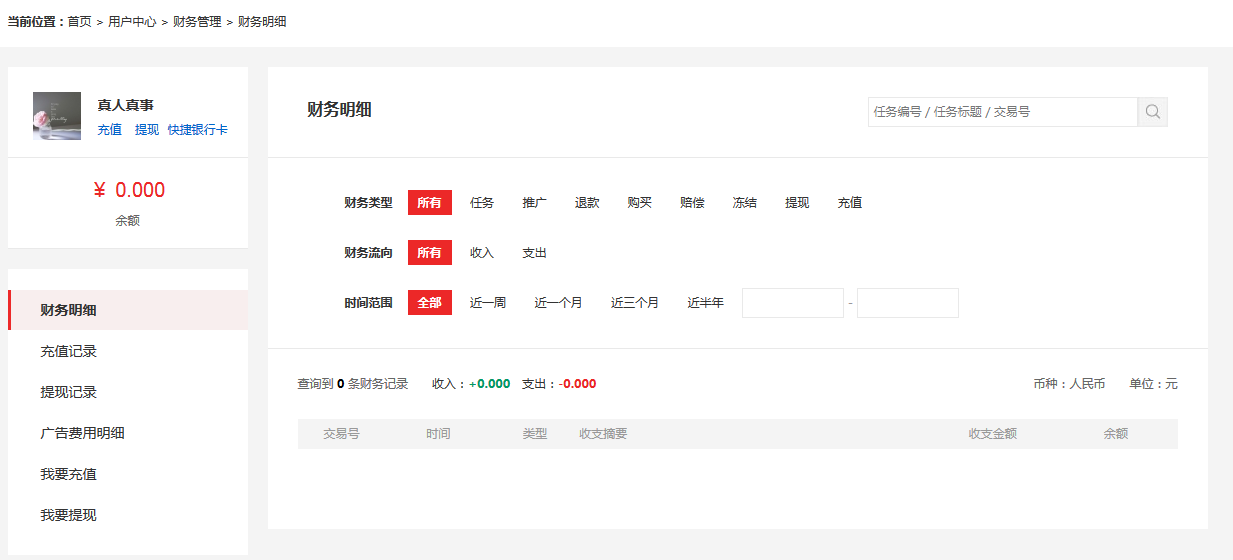 当前位置：首页 > 用户中心 > 财务管理 > 财务明细
真人真事
充值 提现 快捷银行卡
¥ 0.000
余额
财务明细
充值记录
提现记录
广告费用明细
我要充值
我要提现
财务明细
任务编号 / 任务标题 / 交易号
财务类型 所有 任务 推广 退款 购买 赔偿 冻结 提现 充值
财务流向 所有 收入 支出
时间范围 全部 近一周 近一个月 近三个月 近半年 -
查询到 0 条财务记录 收入：+0.000 支出：-0.000 币种：人民币 单位：元
交易号 时间 类型 收支摘要 收支金额 余额